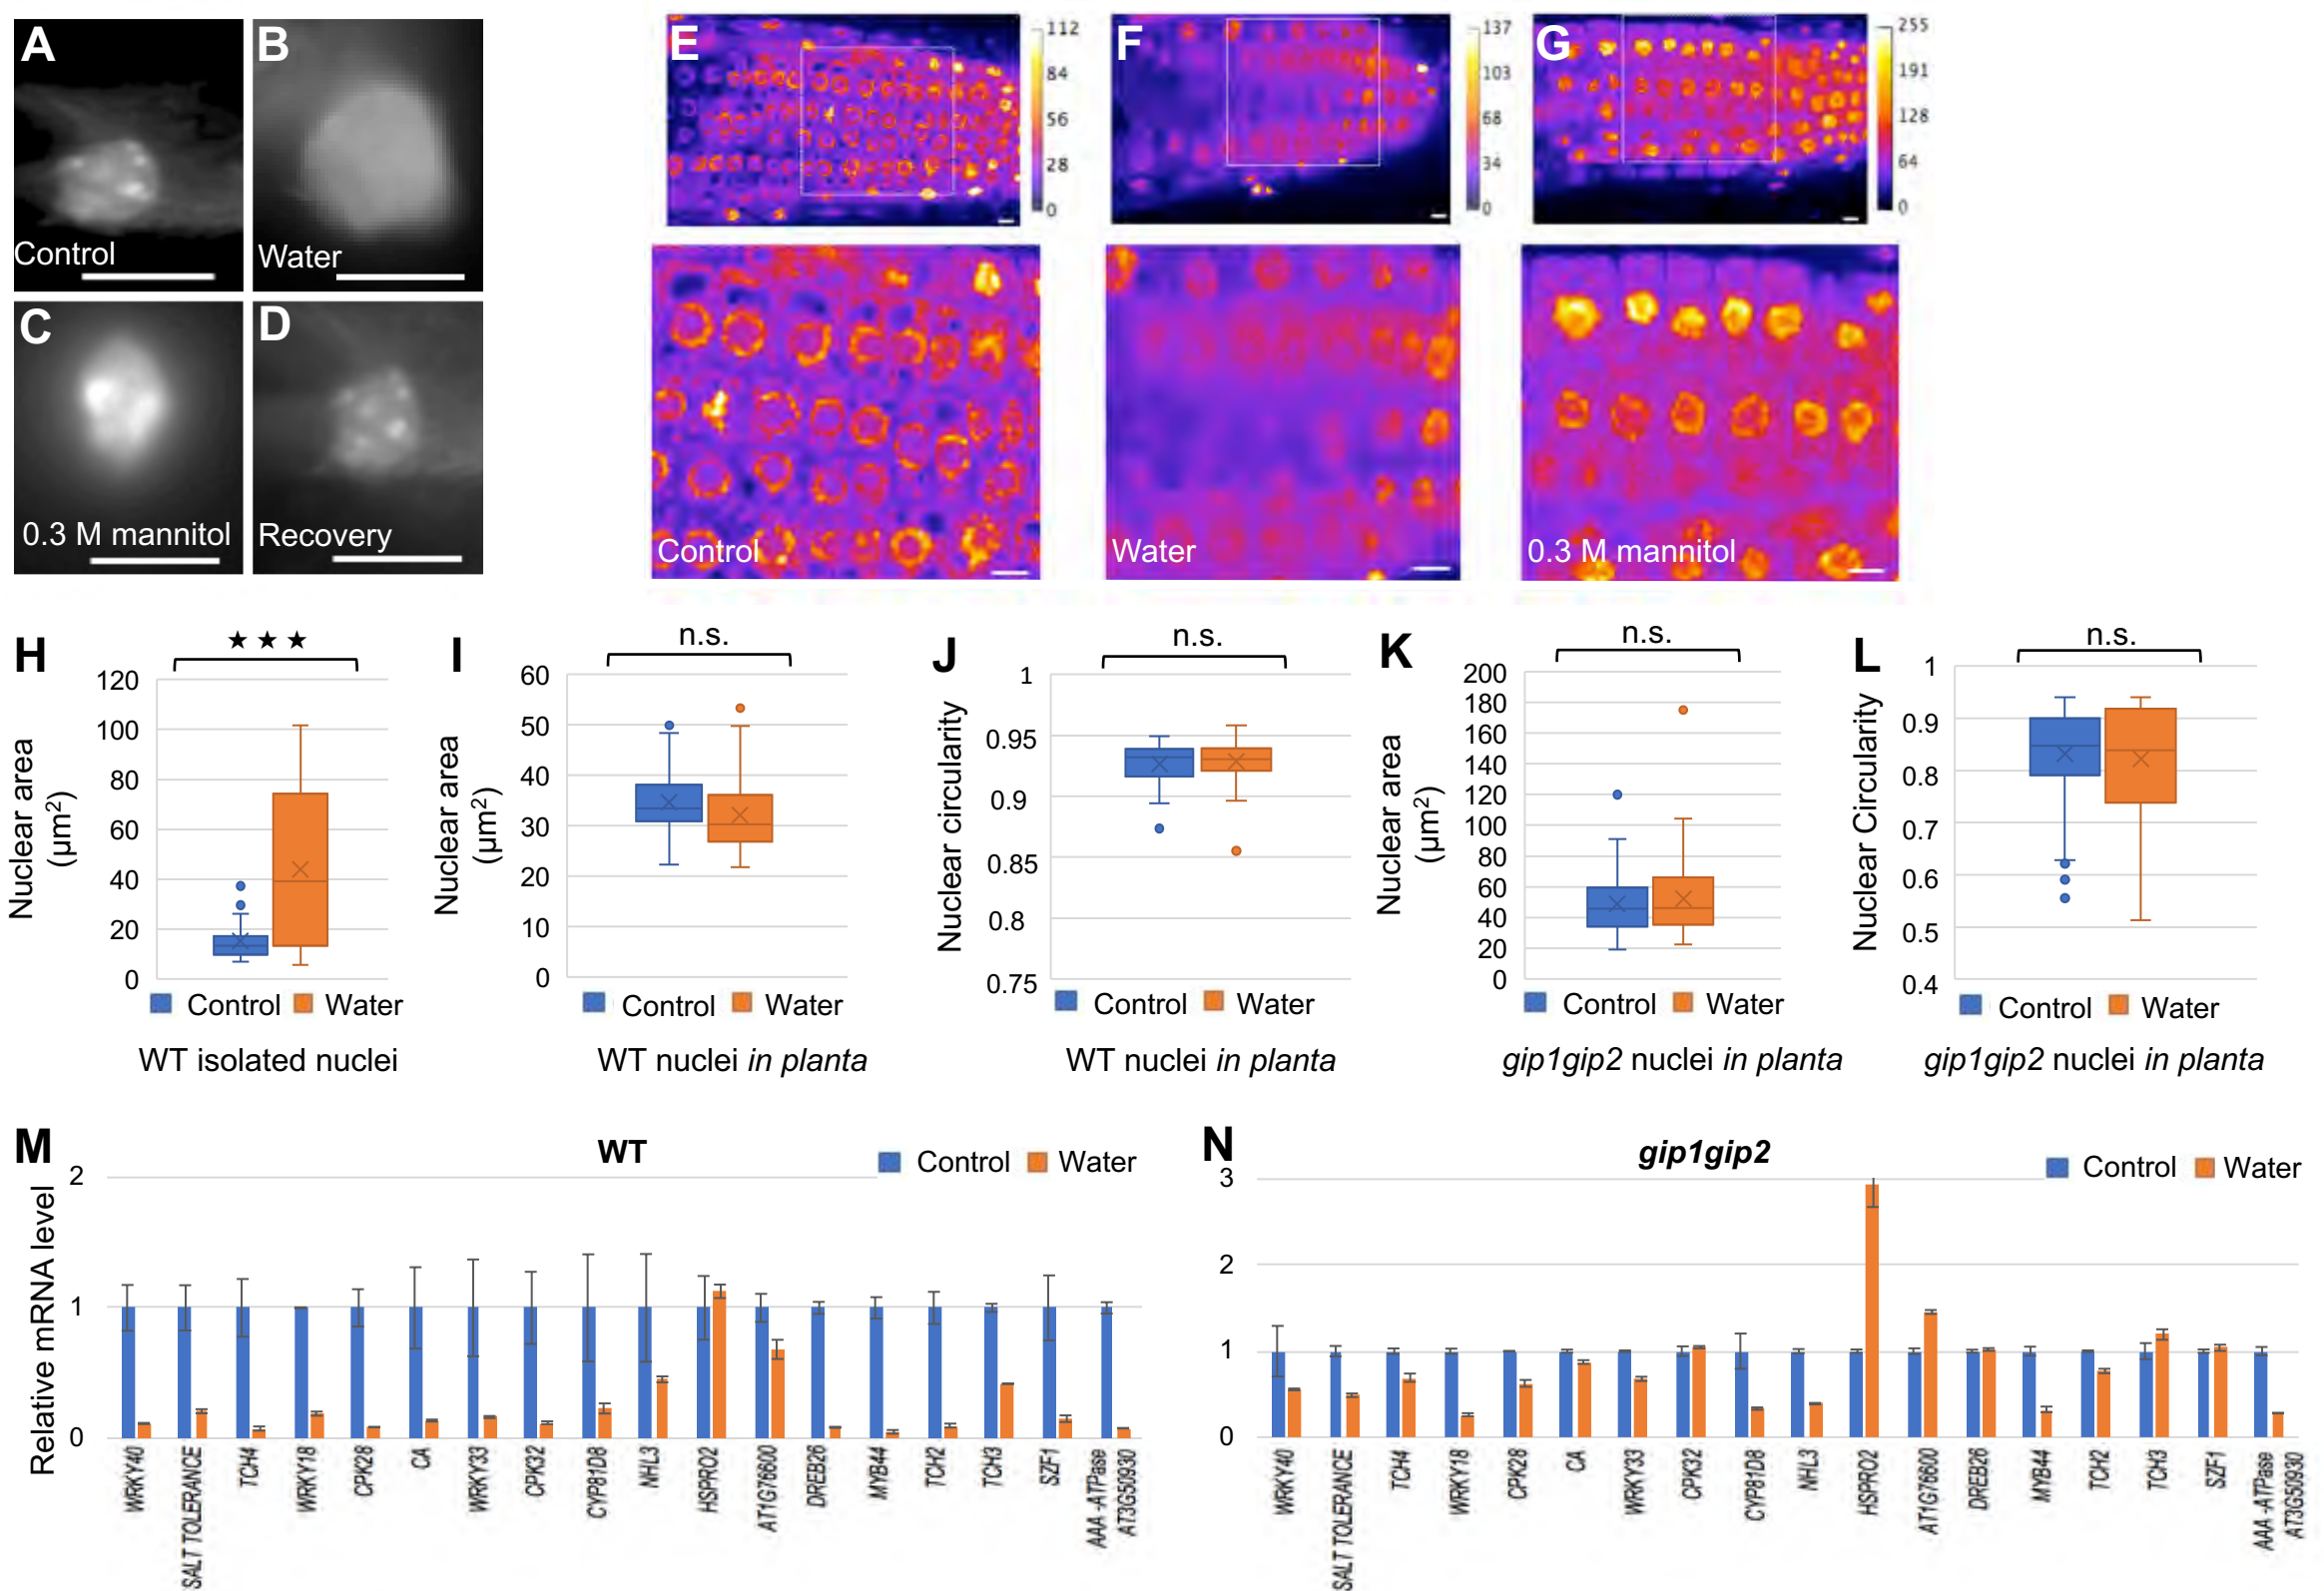 A
Control
B
Water
C
0.3 M mannitol
D
Recovery
E
112
84
56
28
0
Control
F
137
103
68
34
0
Water
G
255
191
128
64
0
0.3 M mannitol
H
★ ★ ★
Nuclear area
(µm²)
120
100
80
60
40
20
0
Control Water
WT isolated nuclei
I
n.s.
Nuclear area
(µm²)
60
50
40
30
20
10
0
Control Water
WT nuclei in planta
J
n.s.
Nuclear circularity
1
0.95
0.9
0.85
0.8
0.75
Control Water
WT nuclei in planta
K
n.s.
Nuclear area
(µm²)
200
180
160
140
120
100
80
60
40
20
0
Control Water
gip1gip2 nuclei in planta
L
n.s.
Nuclear Circularity
1
0.9
0.8
0.7
0.6
0.5
0.4
Control Water
gip1gip2 nuclei in planta
M
WT
Control Water
Relative mRNA level
2
1
0
WRKY40
SALT TOLERANCE
TCH4
WRKY18
CPK28
CA
WRKY33
CPK32
CYP81D8
NHL3
HSPRO2
AT1G76600
DREB26
MYB44
TCH2
TCH3
SZF1
AAA -ATPase
AT3G50930
N
gip1gip2
Control Water
3
2
1
0
WRKY40
SALT TOLERANCE
TCH4
WRKY18
CPK28
CA
WRKY33
CPK32
CYP81D8
NHL3
HSPRO2
AT1G76600
DREB26
MYB44
TCH2
TCH3
SZF1
AAA -ATPase
AT3G50930